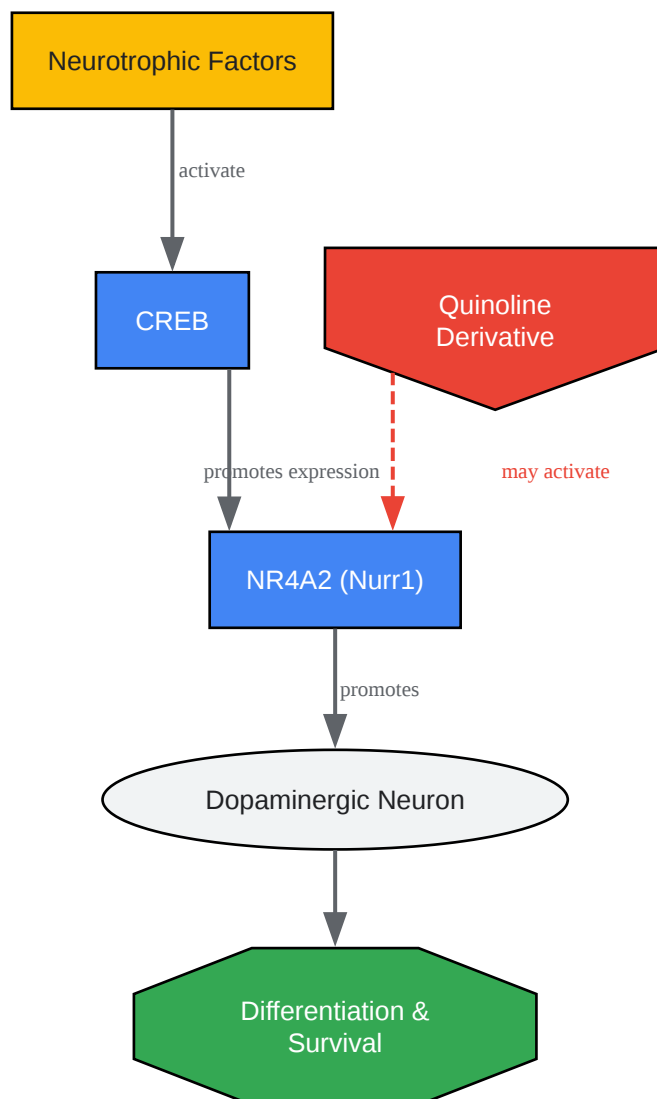 Neurotrophic Factors
activate
CREB
Quinoline
Derivative
promotes expression
may activate
NR4A2 (Nurr1)
promotes
Dopaminergic Neuron
Differentiation &
Survival